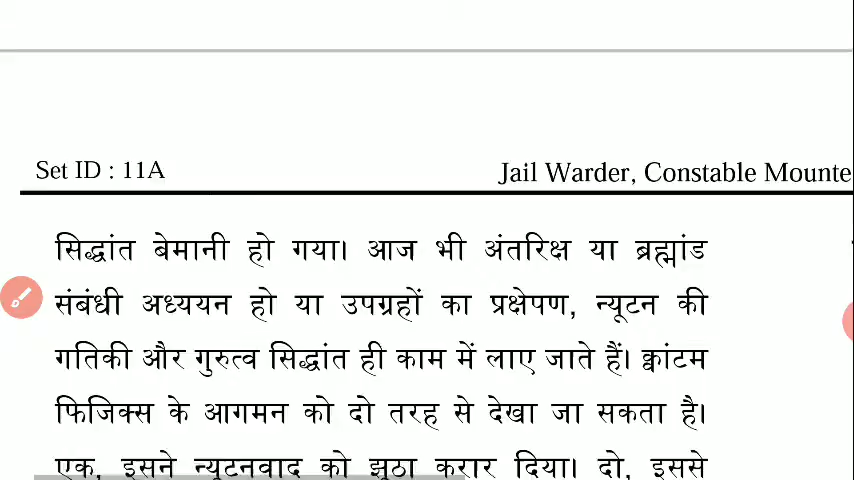 Set ID : 11A
Jail Warder, Constable Mounte
सिद्धांत बेमानी हो गया। आज भी अंतरिक्ष या ब्रह्मांड
संबंधी अध्ययन हो या उपग्रहों का प्रक्षेपण, न्यूटन की
गतिकी और गुरुत्व सिद्धांत ही काम में लाए जाते हैं। क्वांटम
फिजिक्स के आगमन को दो तरह से देखा जा सकता है।
एक, इसने न्यूटनवाद को झूठा करार दिया। दो, इससे